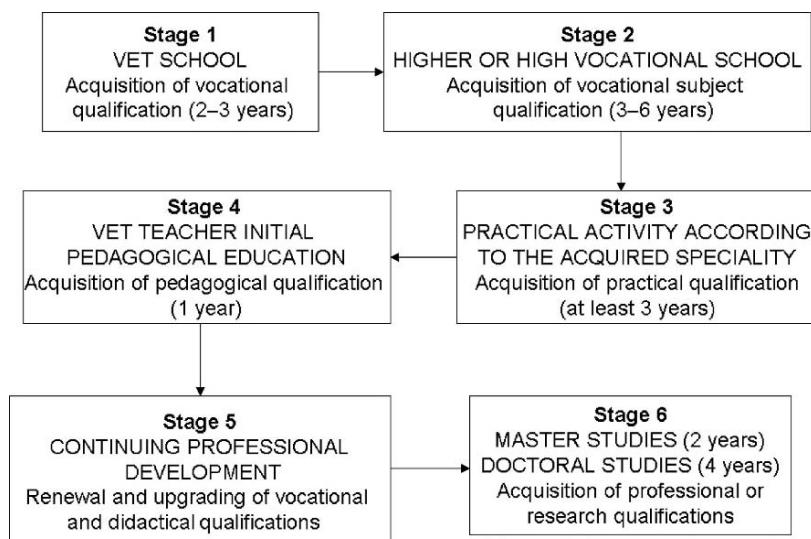 Stage 1
VET SCHOOL
Acquisition of vocational
qualification (2–3 years)
Stage 2
HIGHER OR HIGH VOCATIONAL SCHOOL
Acquisition of vocational subject
qualification (3–6 years)
Stage 3
PRACTICAL ACTIVITY ACCORDING
TO THE ACQUIRED SPECIALITY
Acquisition of practical qualification
(at least 3 years)
Stage 4
VET TEACHER INITIAL
PEDAGOGICAL EDUCATION
Acquisition of pedagogical qualification
(1 year)
Stage 5
CONTINUING PROFESSIONAL
DEVELOPMENT
Renewal and upgrading of vocational
and didactical qualifications
Stage 6
MASTER STUDIES (2 years)
DOCTORAL STUDIES (4 years)
Acquisition of professional or
research qualifications